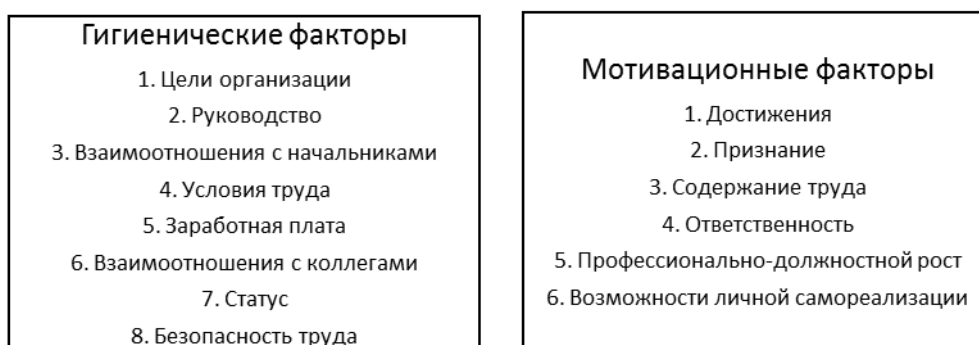 Гигиенические факторы
1. Цели организации
2. Руководство
3. Взаимоотношения с начальниками
4. Условия труда
5. Заработная плата
6. Взаимоотношения с коллегами
7. Статус
8. Безопасность труда
Мотивационные факторы
1. Достижения
2. Признание
3. Содержание труда
4. Ответственность
5. Профессионально-должностной рост
6. Возможности личной самореализации